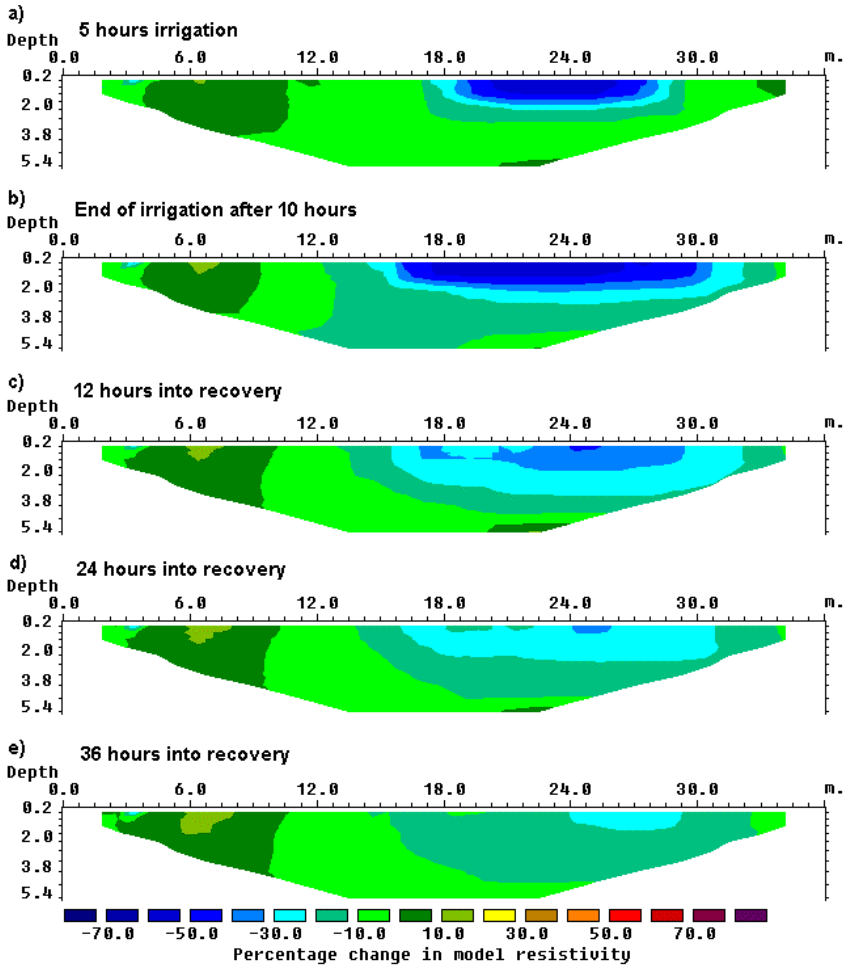 a)
5 hours irrigation
Depth
0.0 6.0 12.0 18.0 24.0 30.0 m.
0.2
2.0
3.8
5.4
b)
End of irrigation after 10 hours
Depth
0.0 6.0 12.0 18.0 24.0 30.0 m.
0.2
2.0
3.8
5.4
c)
12 hours into recovery
Depth
0.0 6.0 12.0 18.0 24.0 30.0 m.
0.2
2.0
3.8
5.4
d)
24 hours into recovery
Depth
0.0 6.0 12.0 18.0 24.0 30.0 m.
0.2
2.0
3.8
5.4
e)
36 hours into recovery
Depth
0.0 6.0 12.0 18.0 24.0 30.0 m.
0.2
2.0
3.8
5.4
-70.0 -50.0 -30.0 -10.0 10.0 30.0 50.0 70.0
Percentage change in model resistivity